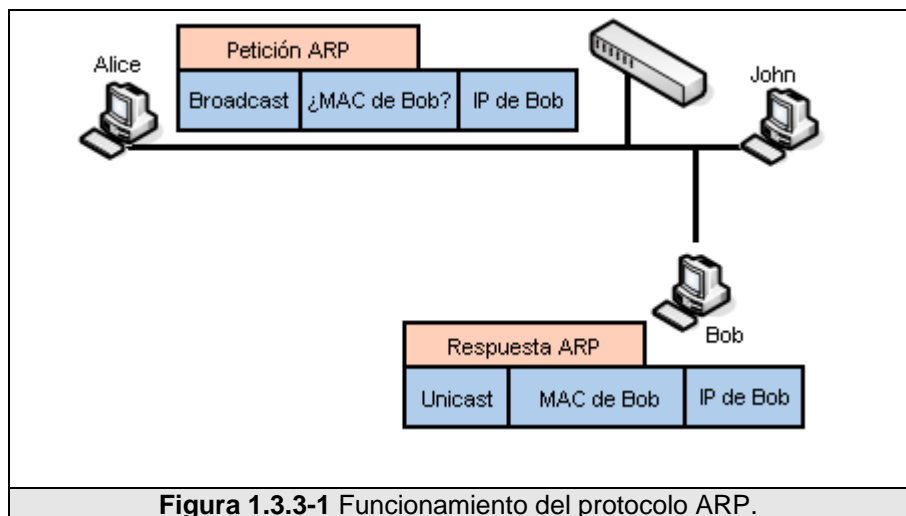 Petición ARP
Alice
John
Broadcast
¿MAC de Bob?
IP de Bob
Bob
Respuesta ARP
Unicast
MAC de Bob
IP de Bob
Figura 1.3.3-1 Funcionamiento del protocolo ARP.